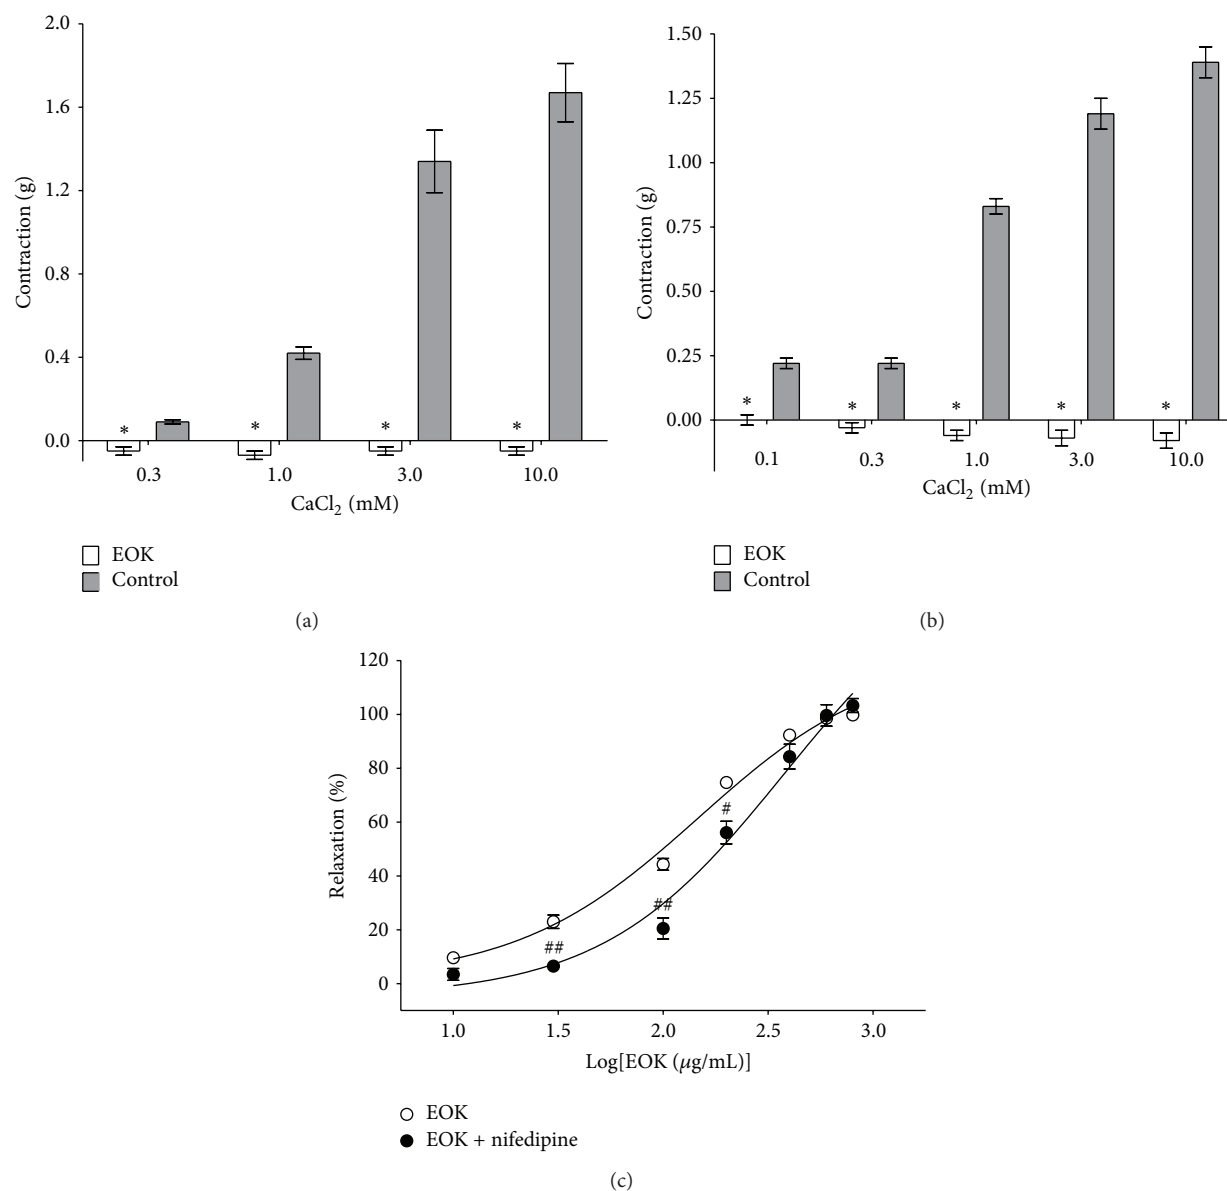 2.0
1.6
1.2
0.8
0.4
0.0
Contraction (g)
* * * *
0.3 1.0 3.0 10.0
CaCl₂ (mM)
EOK
Control
(a)
1.50
1.25
1.00
0.75
0.50
0.25
0.00
Contraction (g)
* * * * *
0.1 0.3 1.0 3.0 10.0
CaCl₂ (mM)
EOK
Control
(b)
120
100
80
60
40
20
0
Relaxation (%)
#
##
##
1.0 1.5 2.0 2.5 3.0
Log[EOK (μg/mL)]
EOK
EOK + nifedipine
(c)